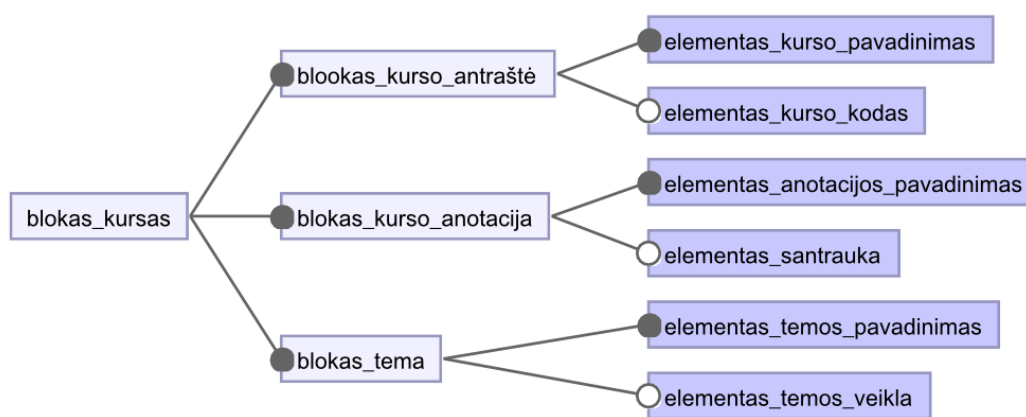 elementas_kurso_pavadinimas
blookas_kurso_antraštė
elementas_kurso_kodas
elementas_anotacijos_pavadinimas
blokas_kursas
blokas_kurso_anotacija
elementas_santrauka
elementas_temos_pavadinimas
blokas_tema
elementas_temos_veikla